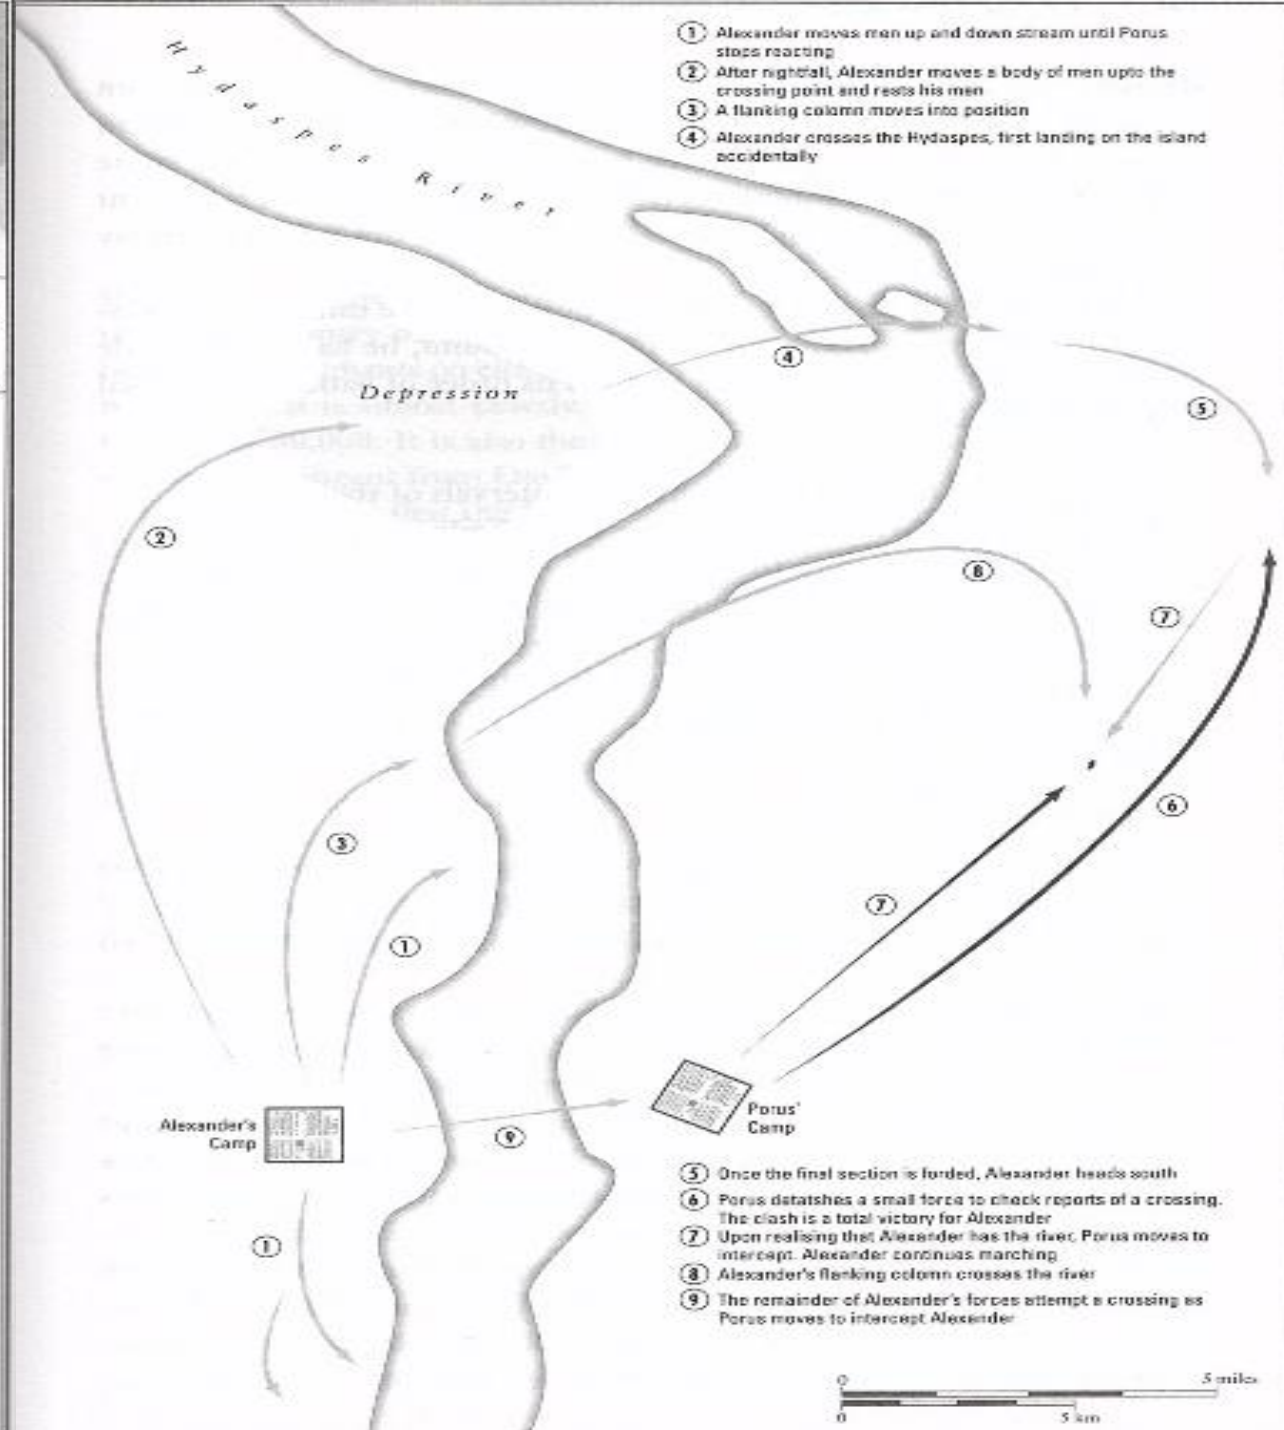 ① Alexander moves men up and down stream until Porus
stops reacting
② After nightfall, Alexander moves a body of men upto the
crossing point and rests his men
③ A flanking column moves into position
④ Alexander crosses the Hydaspes, first landing on the island
accidentally
Hydaspes River
④
Depression
⑤
②
⑧
⑦
⑥
③
⑦
①
Alexander's
Camp
Porus'
Camp
⑨
①
⑤ Once the final section is forded, Alexander heads south
⑥ Porus detatshes a small force to check reports of a crossing.
The clash is a total victory for Alexander
⑦ Upon realising that Alexander has the river, Porus moves to
intercept. Alexander continues marching
⑧ Alexander's flanking column crosses the river
⑨ The remainder of Alexander's forces attempt a crossing as
Porus moves to intercept Alexander
0 5 miles
0 5 km